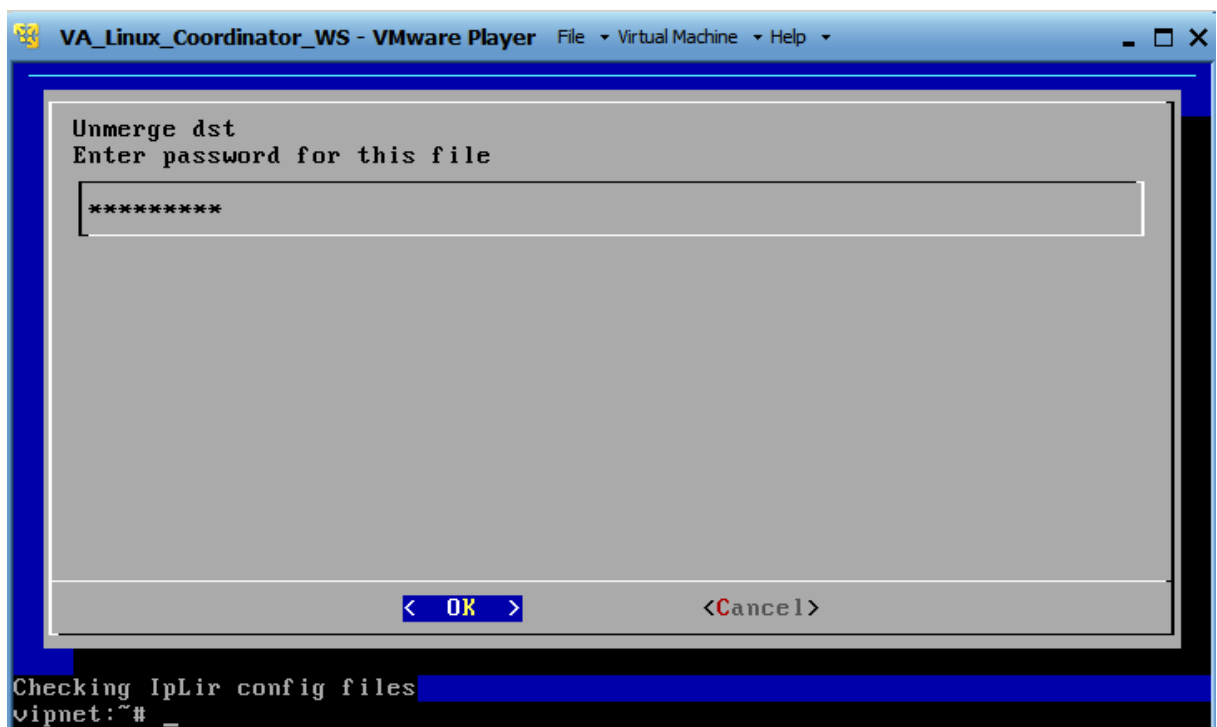 VA_Linux_Coordinator_WS - VMware Player File Virtual Machine Help
Unmerge dst
Enter password for this file
*********
< OK > <Cancel>
Checking IpLir config files
vipnet:~# _